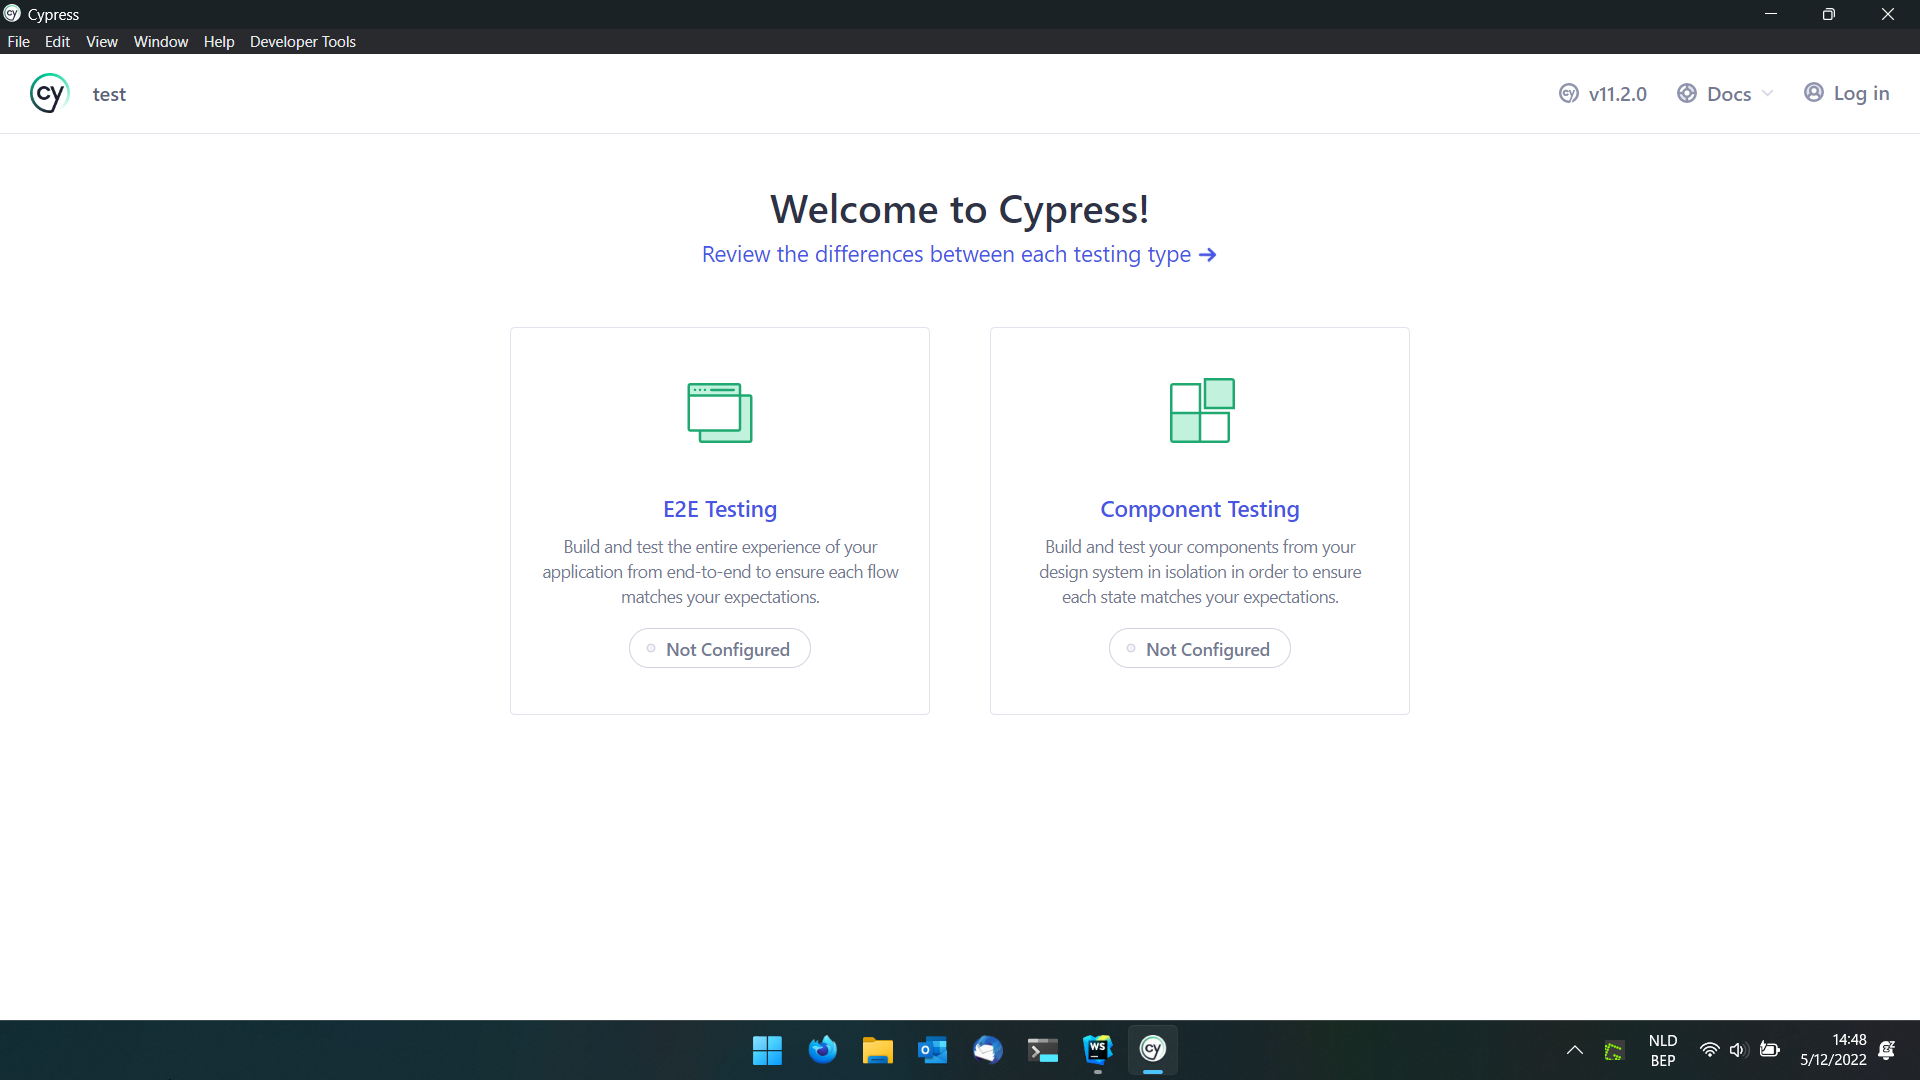 Cypress
File Edit View Window Help Developer Tools
cy test
cy v11.2.0 Docs Log in
Welcome to Cypress!
Review the differences between each testing type →
E2E Testing
Build and test the entire experience of your
application from end-to-end to ensure each flow
matches your expectations.
Not Configured
Component Testing
Build and test your components from your
design system in isolation in order to ensure
each state matches your expectations.
Not Configured
WS
cy
NLD
BEP
14:48
5/12/2022